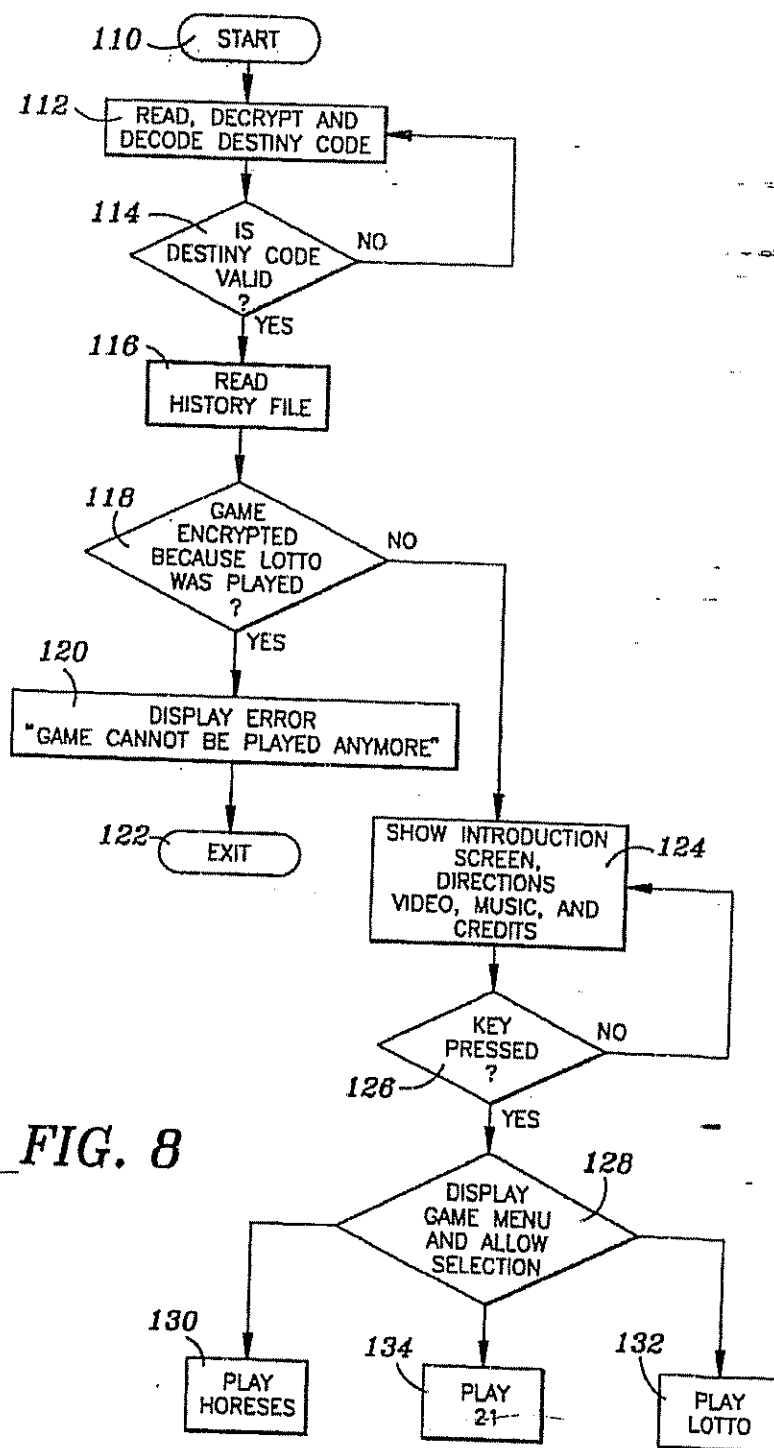 110
START
112
READ, DECRYPT AND
DECODE DESTINY CODE
114
IS
DESTINY CODE
VALID
?
NO
YES
116
READ
HISTORY FILE
118
GAME
ENCRYPTED
BECAUSE LOTTO
WAS PLAYED
?
NO
YES
120
DISPLAY ERROR
"GAME CANNOT BE PLAYED ANYMORE"
122
EXIT
SHOW INTRODUCTION
SCREEN,
DIRECTIONS
VIDEO, MUSIC, AND
CREDITS
124
KEY
PRESSED
?
126
NO
YES
FIG. 8
DISPLAY
GAME MENU
AND ALLOW
SELECTION
128
130
PLAY
HORESES
134
PLAY
21
132
PLAY
LOTTO